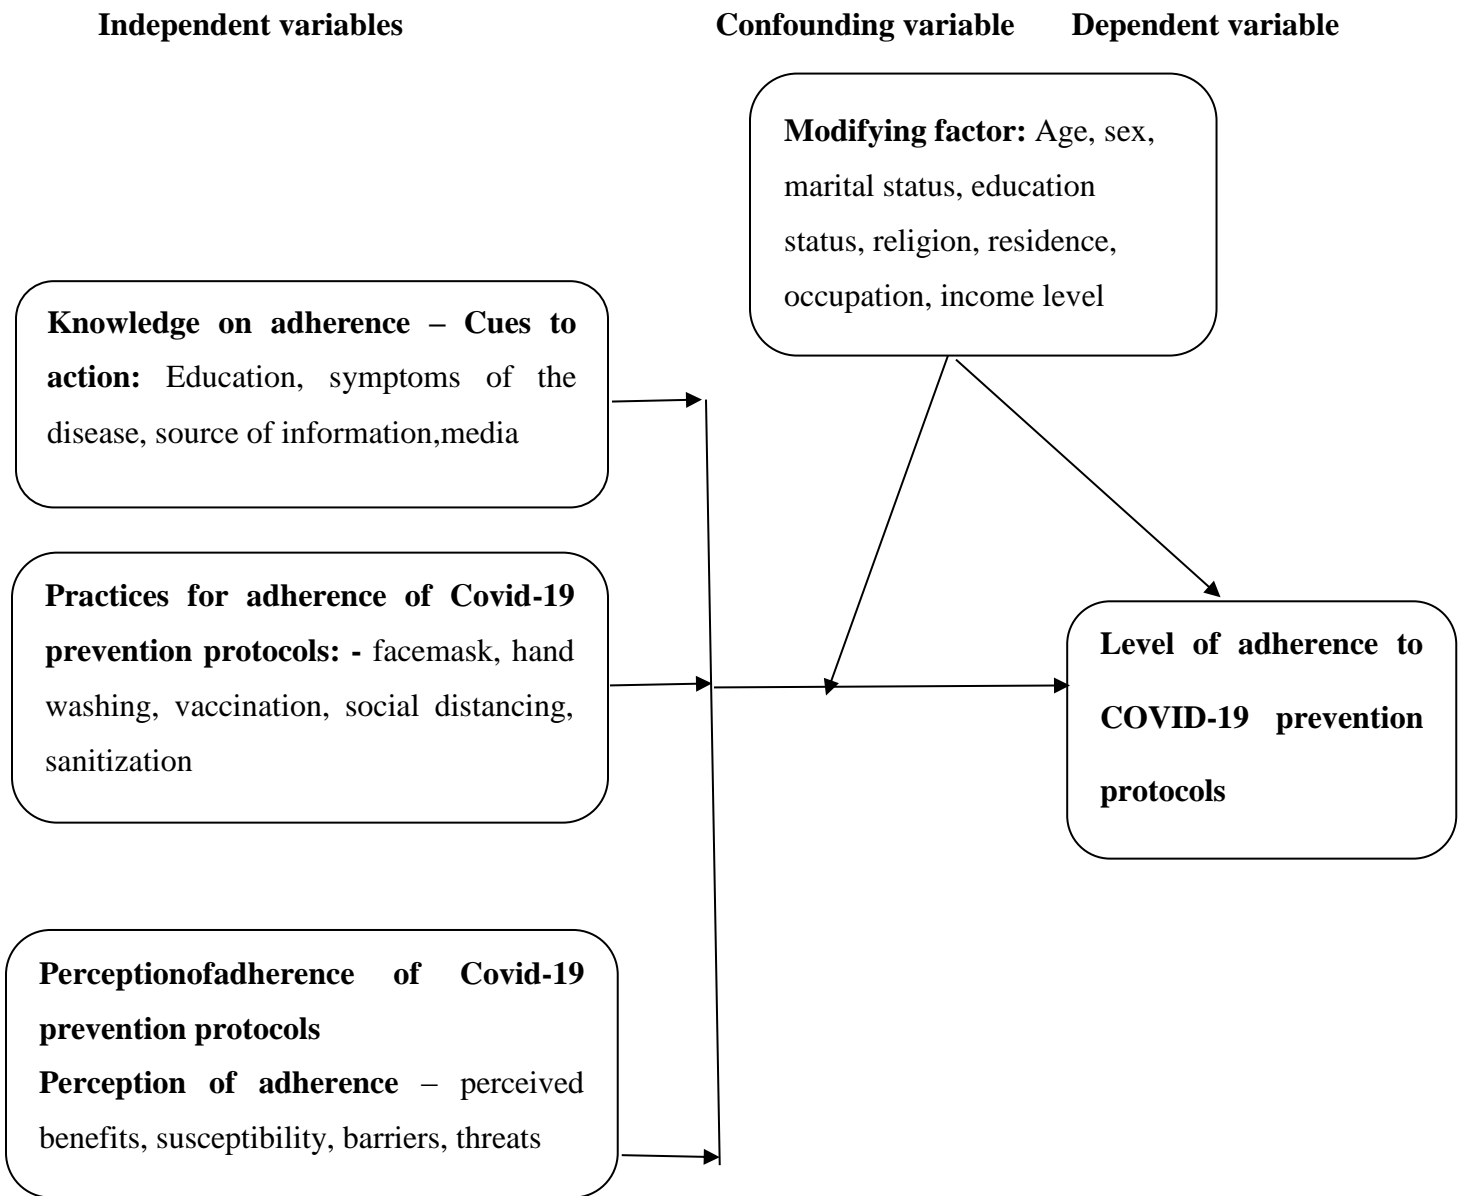 Independent variables
Confounding variable
Dependent variable
Modifying factor: Age, sex,
marital status, education
status, religion, residence,
occupation, income level
Knowledge on adherence – Cues to
action: Education, symptoms of the
disease, source of information,media
Practices for adherence of Covid-19
prevention protocols: - facemask, hand
washing, vaccination, social distancing,
sanitization
Level of adherence to
COVID-19 prevention
protocols
Perceptionofadherence of Covid-19
prevention protocols
Perception of adherence – perceived
benefits, susceptibility, barriers, threats